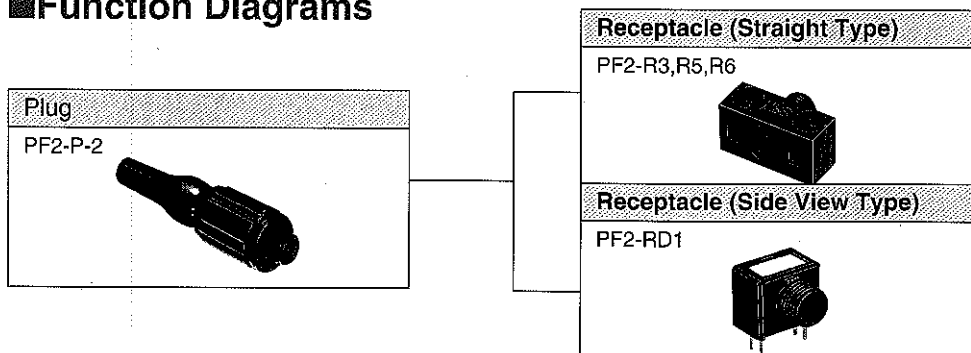 ■Function Diagrams
Plug
PF2-P-2
Receptacle (Straight Type)
PF2-R3,R5,R6
Receptacle (Side View Type)
PF2-RD1